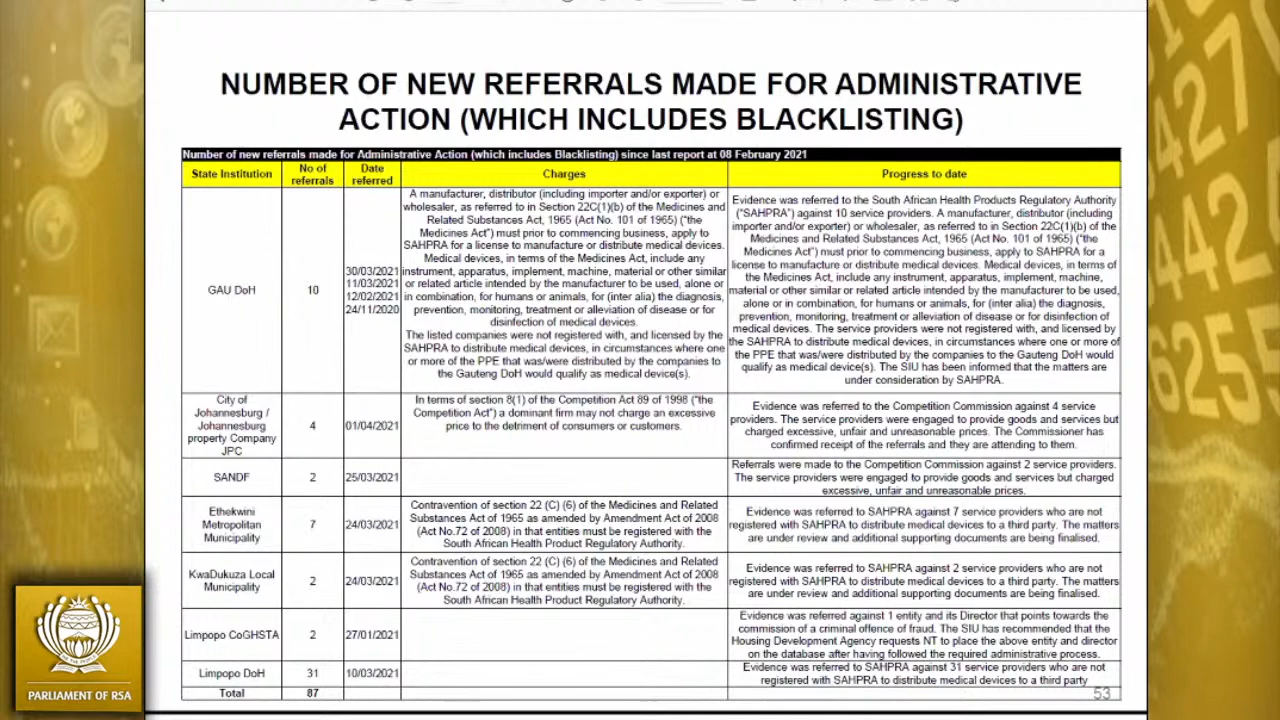 NUMBER OF NEW REFERRALS MADE FOR ADMINISTRATIVE
ACTION (WHICH INCLUDES BLACKLISTING)
Number of new referrals made for Administrative Action (which includes Blacklisting) since last report at 08 February 2021
State Institution
No of
referrals
Date
referred
Charges
Progress to date
GAU DoH
10
30/03/2021
11/03/2021
12/02/2021
24/11/2020
A manufacturer, distributor (including importer and/or exporter) or
wholesaler, as referred to in Section 22C(1)(b) of the Medicines and
Related Substances Act, 1965 (Act No. 101 of 1965) ("the
Medicines Act") must prior to commencing business, apply to
SAHPRA for a license to manufacture or distribute medical devices.
Medical devices, in terms of the Medicines Act, include any
instrument, apparatus, implement, machine, material or other similar
or related article intended by the manufacturer to be used, alone or
in combination, for humans or animals, for (inter alia) the diagnosis,
prevention, monitoring, treatment or alleviation of disease or for
disinfection of medical devices.
The listed companies were not registered with, and licensed by the
SAHPRA to distribute medical devices, in circumstances where one
or more of the PPE that was/were distributed by the companies to
the Gauteng DoH would qualify as medical device(s).
Evidence was referred to the South African Health Products Regulatory Authority
("SAHPRA") against 10 service providers. A manufacturer, distributor (including
importer and/or exporter) or wholesaler, as referred to in Section 22C(1)(b) of the
Medicines and Related Substances Act, 1965 (Act No. 101 of 1965) ("the
Medicines Act") must prior to commencing business, apply to SAHPRA for a
license to manufacture or distribute medical devices. Medical devices, in terms of
the Medicines Act, include any instrument, apparatus, implement, machine,
material or other similar or related article intended by the manufacturer to be used,
alone or in combination, for humans or animals, for (inter alia) the diagnosis,
prevention, monitoring, treatment or alleviation of disease or for disinfection of
medical devices. The service providers were not registered with, and licensed by
the SAHPRA to distribute medical devices, in circumstances where one or more of
the PPE that was/were distributed by the companies to the Gauteng DoH would
qualify as medical device(s). The SIU has been informed that the matters are
under consideration by SAHPRA.
City of
Johannesburg /
Johannesburg
property Company
JPC
4
01/04/2021
In terms of section 8(1) of the Competition Act 89 of 1998 ("the
Competition Act") a dominant firm may not charge an excessive
price to the detriment of consumers or customers.
Evidence was referred to the Competition Commission against 4 service
providers. The service providers were engaged to provide goods and services but
charged excessive, unfair and unreasonable prices. The Commissioner has
confirmed receipt of the referrals and they are attending to them.
SANDF
2
25/03/2021
Referrals were made to the Competition Commission against 2 service providers.
The service providers were engaged to provide goods and services but charged
excessive, unfair and unreasonable prices.
Ethekwini
Metropolitan
Municipality
7
24/03/2021
Contravention of section 22 (C) (6) of the Medicines and Related
Substances Act of 1965 as amended by Amendment Act of 2008
(Act No.72 of 2008) in that entities must be registered with the
South African Health Product Regulatory Authority.
Evidence was referred to SAHPRA against 7 service providers who are not
registered with SAHPRA to distribute medical devices to a third party. The matters
are under review and additional supporting documents are being finalised.
KwaDukuza Local
Municipality
2
24/03/2021
Contravention of section 22 (C) (6) of the Medicines and Related
Substances Act of 1965 as amended by Amendment Act of 2008
(Act No.72 of 2008) in that entities must be registered with the
South African Health Product Regulatory Authority.
Evidence was referred to SAHPRA against 2 service providers who are not
registered with SAHPRA to distribute medical devices to a third party. The matters
are under review and additional supporting documents are being finalised.
Limpopo CoGHSTA
2
27/01/2021
Evidence was referred against 1 entity and its Director that points towards the
commission of a criminal offence of fraud. The SIU has recommended that the
Housing Development Agency requests NT to place the above entity and director
on the database after having followed the required administrative process.
Limpopo DoH
31
10/03/2021
Evidence was referred to SAHPRA against 31 service providers who are not
registered with SAHPRA to distribute medical devices to a third party
Total
87
53
PARLIAMENT OF RSA
427
6255